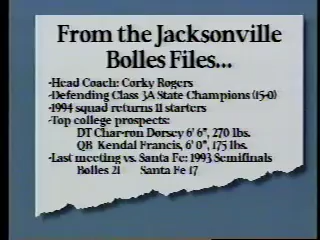 From the Jacksonville
Bolles Files...
-Head Coach: Corky Rogers
-Defending Class 3A State Champions (15-0)
-1994 squad returns 11 starters
-Top college prospects:
DT Char-ron Dorsey 6' 6", 270 lbs.
QB Kendal Francis, 6' 0", 175 lbs.
-Last meeting vs. Santa Fe: 1993 Semifinals
Bolles 21 Santa Fe 17